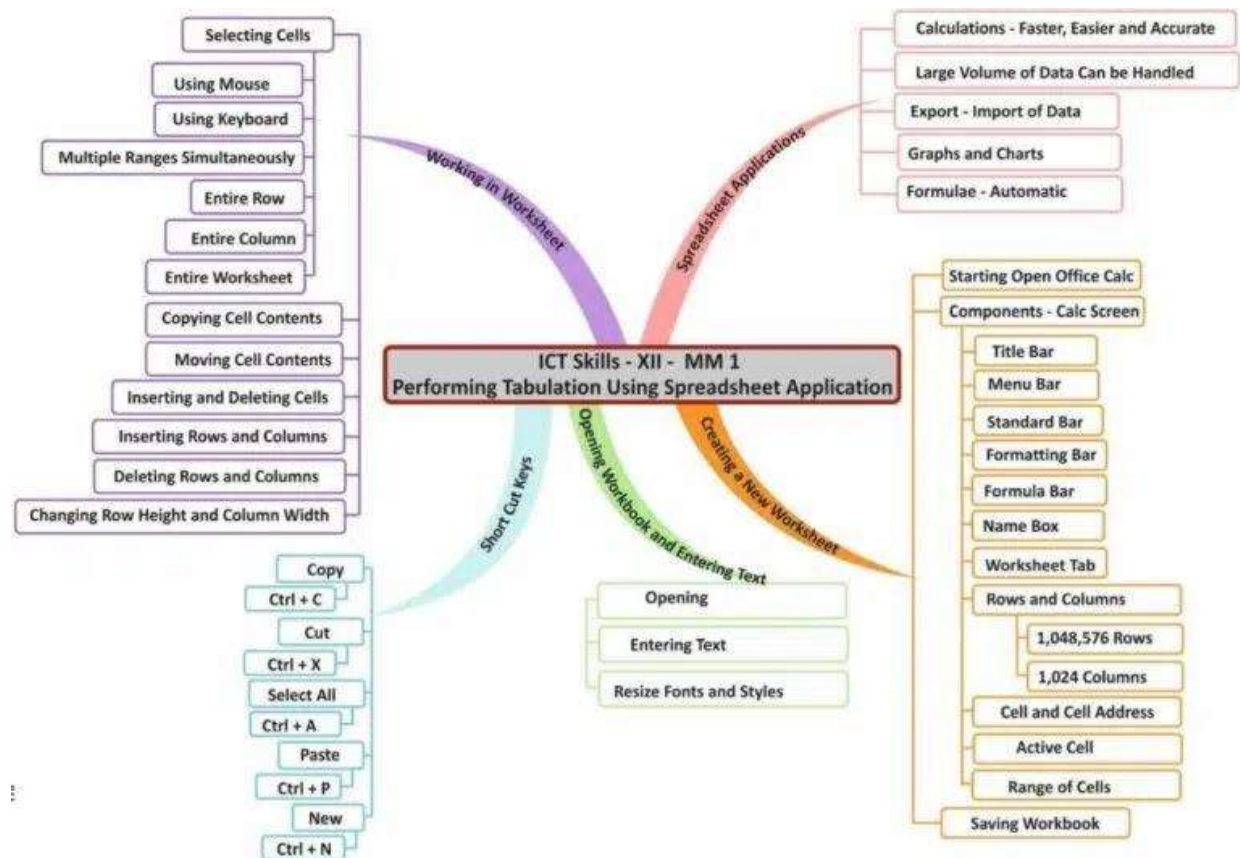 ICT Skills - XII - MM 1
Performing Tabulation Using Spreadsheet Application
Working in Worksheet
Selecting Cells
Using Mouse
Using Keyboard
Multiple Ranges Simultaneously
Entire Row
Entire Column
Entire Worksheet
Copying Cell Contents
Moving Cell Contents
Inserting and Deleting Cells
Inserting Rows and Columns
Deleting Rows and Columns
Changing Row Height and Column Width
Spreadsheet Applications
Calculations - Faster, Easier and Accurate
Large Volume of Data Can be Handled
Export - Import of Data
Graphs and Charts
Formulae - Automatic
Creating a New Worksheet
Starting Open Office Calc
Components - Calc Screen
Title Bar
Menu Bar
Standard Bar
Formatting Bar
Formula Bar
Name Box
Worksheet Tab
Rows and Columns
1,048,576 Rows
1,024 Columns
Cell and Cell Address
Active Cell
Range of Cells
Saving Workbook
Opening Workbook and Entering Text
Opening
Entering Text
Resize Fonts and Styles
Short Cut Keys
Copy
Ctrl + C
Cut
Ctrl + X
Select All
Ctrl + A
Paste
Ctrl + P
New
Ctrl + N